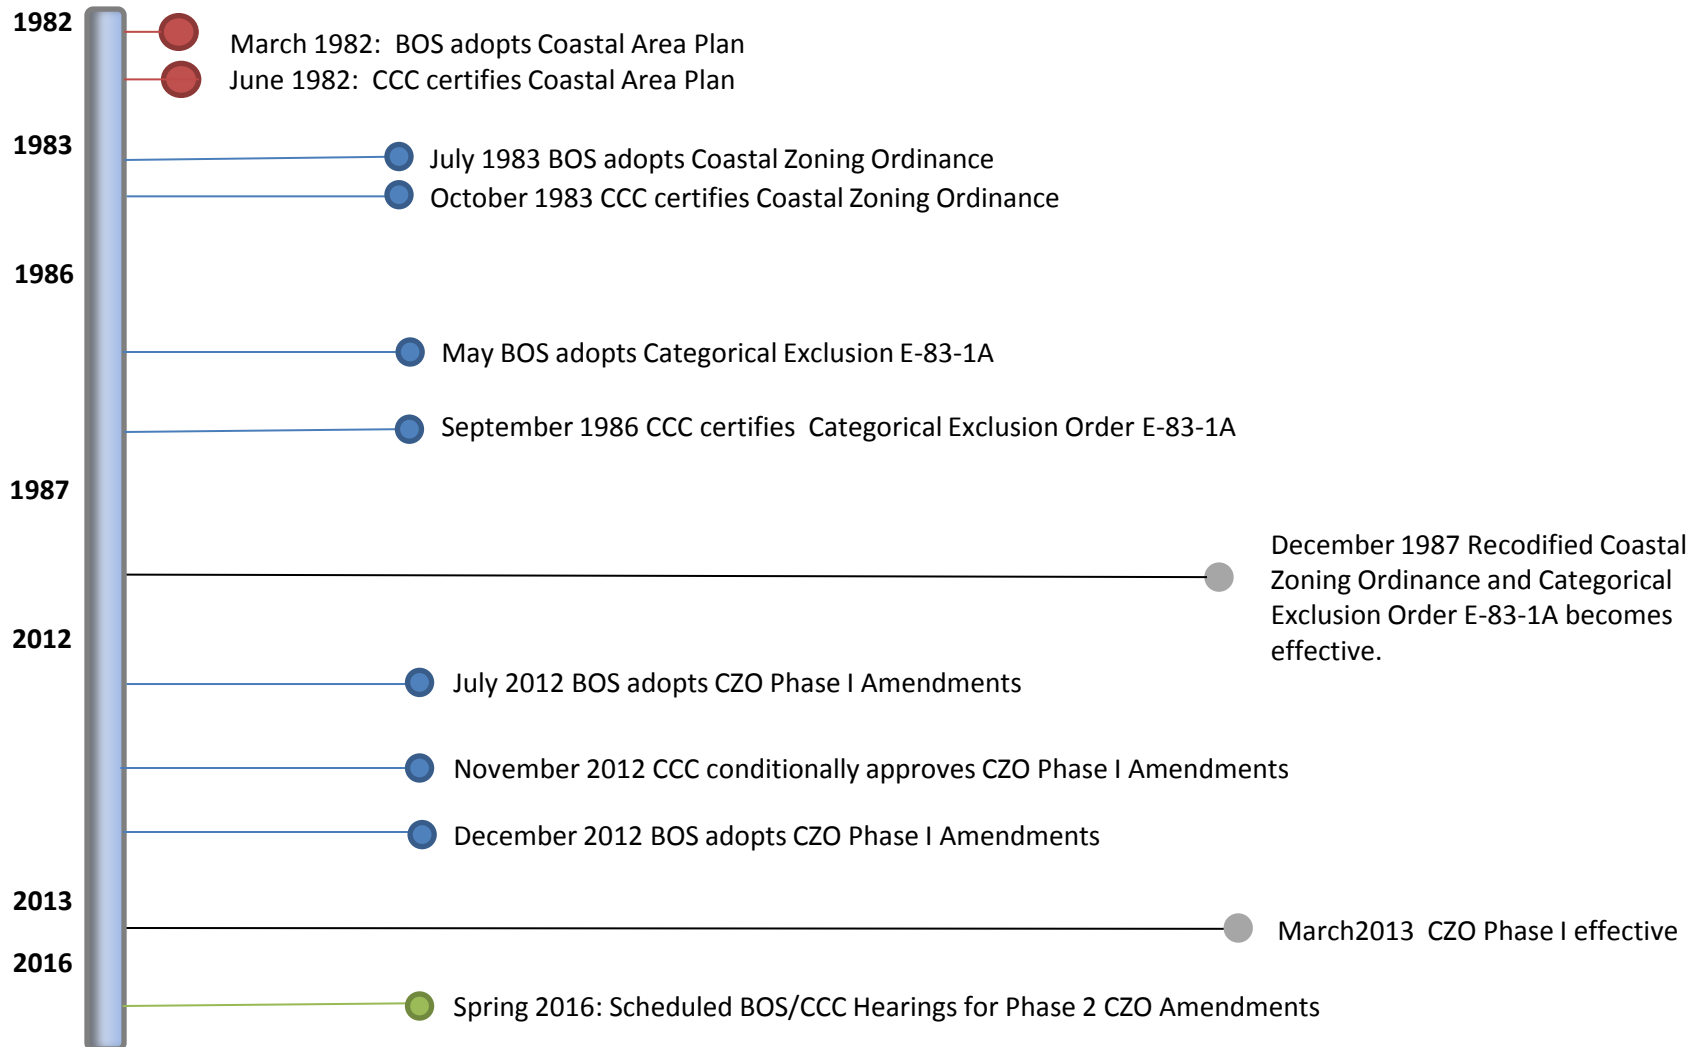 1982
March 1982: BOS adopts Coastal Area Plan
June 1982: CCC certifies Coastal Area Plan
1983
July 1983 BOS adopts Coastal Zoning Ordinance
October 1983 CCC certifies Coastal Zoning Ordinance
1986
May BOS adopts Categorical Exclusion E-83-1A
September 1986 CCC certifies Categorical Exclusion Order E-83-1A
1987
December 1987 Recodified Coastal
Zoning Ordinance and Categorical
Exclusion Order E-83-1A becomes
effective.
2012
July 2012 BOS adopts CZO Phase I Amendments
November 2012 CCC conditionally approves CZO Phase I Amendments
December 2012 BOS adopts CZO Phase I Amendments
2013
March2013 CZO Phase I effective
2016
Spring 2016: Scheduled BOS/CCC Hearings for Phase 2 CZO Amendments